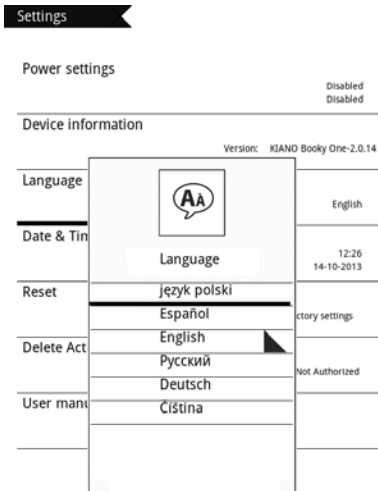 Settings
Power settings
Disabled
Disabled
Device information
Version: KIANO Booky One-2.0.14
Language
English
Date & Tin
12:26
14-10-2013
Reset
ctory settings
Delete Act
Not Authorized
User manu
AÀ
Language
język polski
Español
English
Русский
Deutsch
Cíština